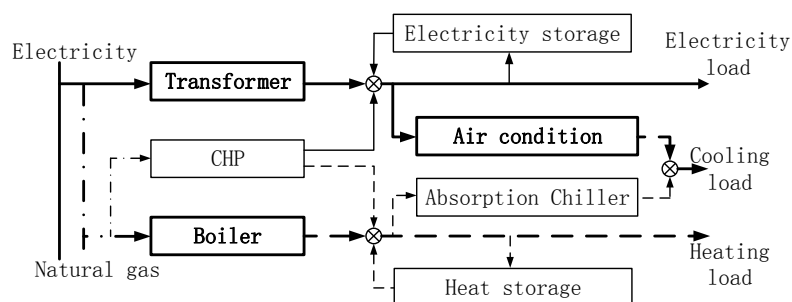 Electricity storage
Electricity
load
Electricity
Transformer
Air condition
CHP
Cooling
load
Absorption Chiller
Boiler
Heating
load
Natural gas
Heat storage